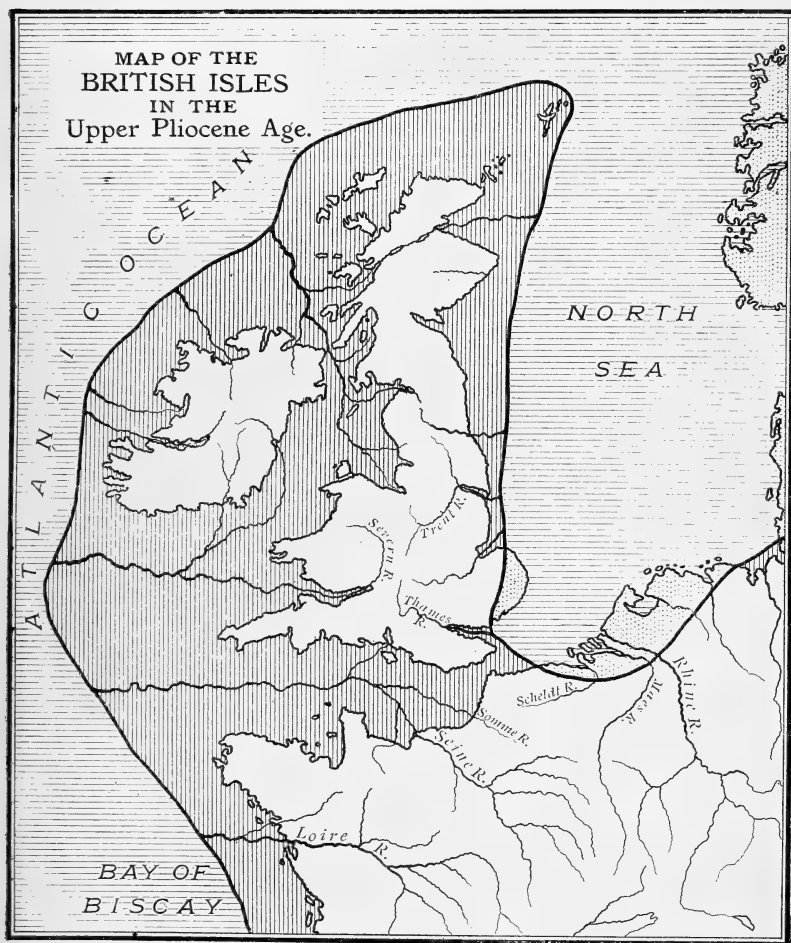 MAP OF THE
BRITISH ISLES
IN THE
Upper Pliocene Age.
ATLANTIC OCEAN
NORTH
SEA
Severn R.
Trent R.
Thames
R.
Scheldt R.
Maes R.
Rhine R.
Somme R.
Seine R.
Loire R.
BAY OF
BISCAY